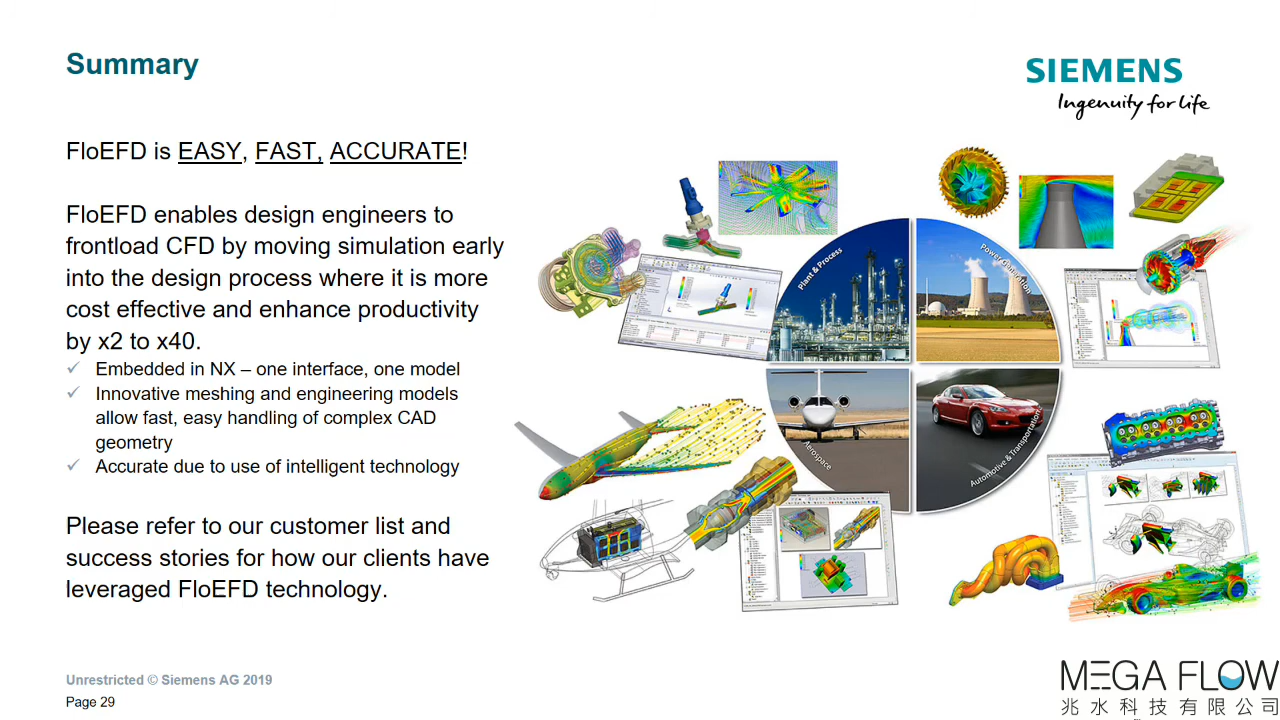 Summary
SIEMENS
Ingenuity for life
FloEFD is EASY, FAST, ACCURATE!
FloEFD enables design engineers to
frontload CFD by moving simulation early
into the design process where it is more
cost effective and enhance productivity
by x2 to x40.
✓ Embedded in NX – one interface, one model
✓ Innovative meshing and engineering models
allow fast, easy handling of complex CAD
geometry
✓ Accurate due to use of intelligent technology
Please refer to our customer list and
success stories for how our clients have
leveraged FloEFD technology.
Plant & Process
Power Generation
Aerospace
Automotive & Transportation
Unrestricted © Siemens AG 2019
Page 29
MEGA FLOW
兆水科技有限公司